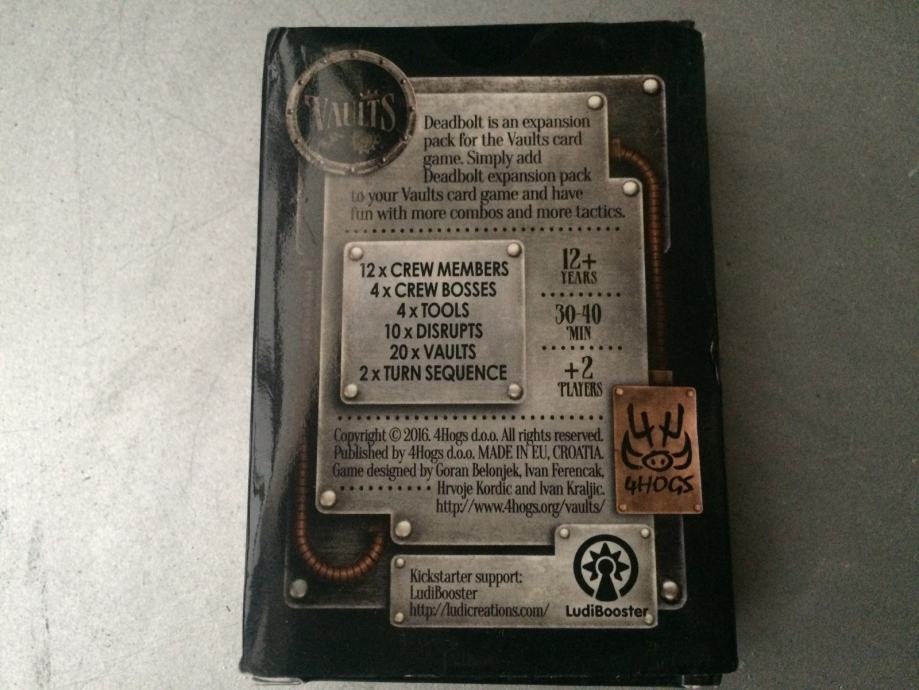 VAULTS
Deadbolt is an expansion
pack for the Vaults card
game. Simply add
Deadbolt expansion pack
to your Vaults card game and have
fun with more combos and more tactics.
12 x CREW MEMBERS
4 x CREW BOSSES
4 x TOOLS
10 x DISRUPTS
20 x VAULTS
2 x TURN SEQUENCE
12+
YEARS
30-40
MIN
+2
PLAYERS
Copyright © 2016. 4Hogs d.o.o. All rights reserved.
Published by 4Hogs d.o.o. MADE IN EU, CROATIA.
Game designed by Goran Belonjek, Ivan Ferencak,
Hrvoje Kordic and Ivan Kraljic.
http://www.4hogs.org/vaults/
4H
4HOGS
Kickstarter support:
LudiBooster
http://ludicreations.com/
LudiBooster